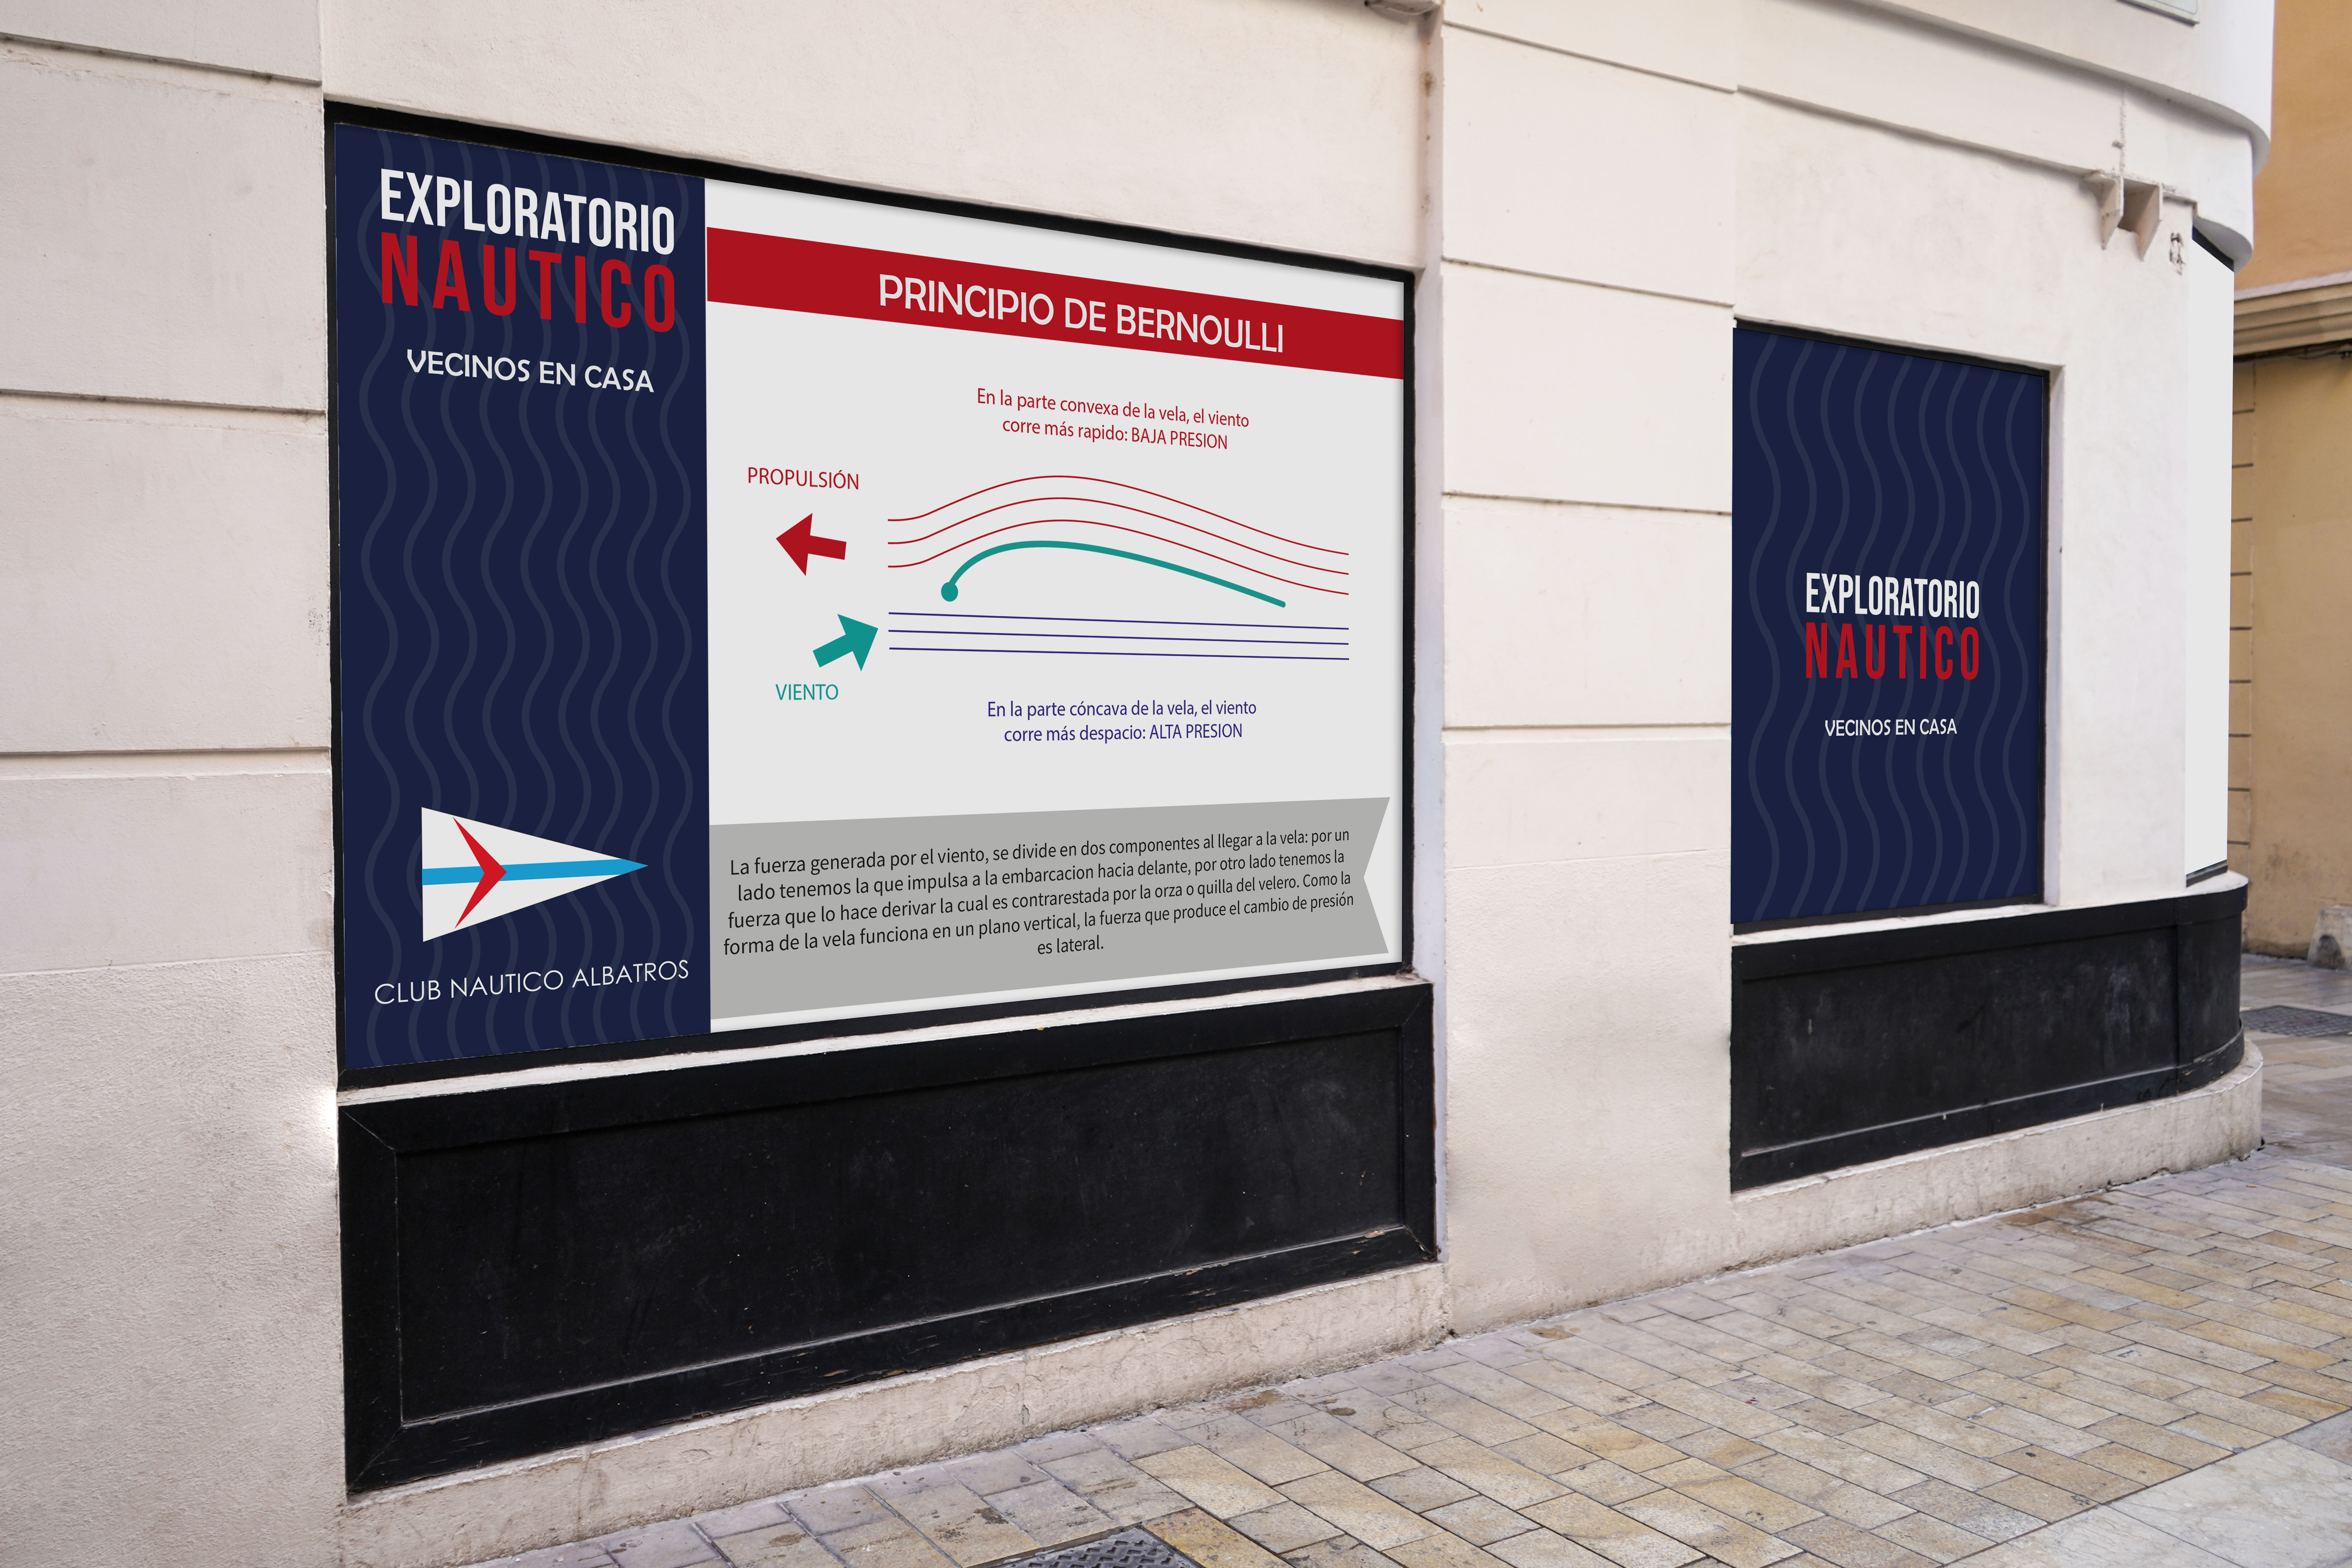 EXPLORATORIO
NAUTICO
VECINOS EN CASA
CLUB NAUTICO ALBATROS
PRINCIPIO DE BERNOULLI
En la parte convexa de la vela, el viento
corre más rapido: BAJA PRESION
PROPULSIÓN
VIENTO
En la parte cóncava de la vela, el viento
corre más despacio: ALTA PRESION
La fuerza generada por el viento, se divide en dos componentes al llegar a la vela: por un
lado tenemos la que impulsa a la embarcacion hacia delante, por otro lado tenemos la
fuerza que lo hace derivar la cual es contrarestada por la orza o quilla del velero. Como la
forma de la vela funciona en un plano vertical, la fuerza que produce el cambio de presión
es lateral.
EXPLORATORIO
NAUTICO
VECINOS EN CASA